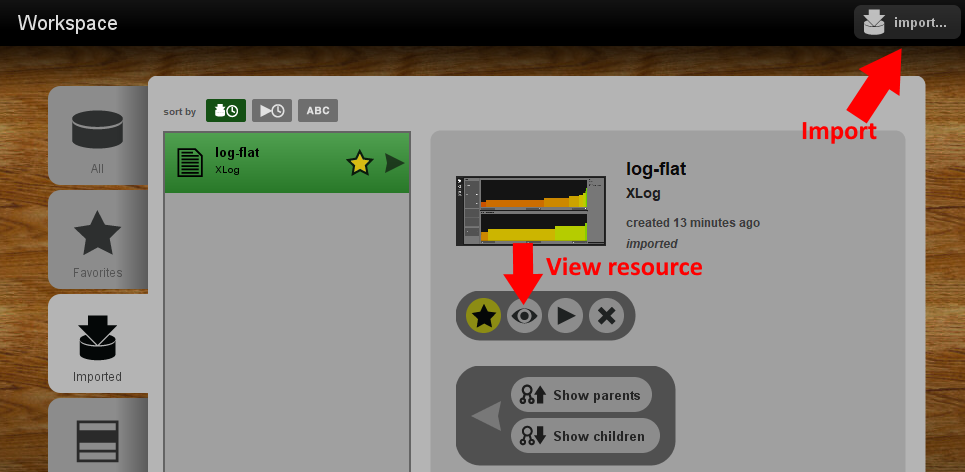 Workspace
import...
Import
sort by
ABC
All
Favorites
Imported
log-flat
XLog
log-flat
XLog
created 13 minutes ago
imported
View resource
Show parents
Show children